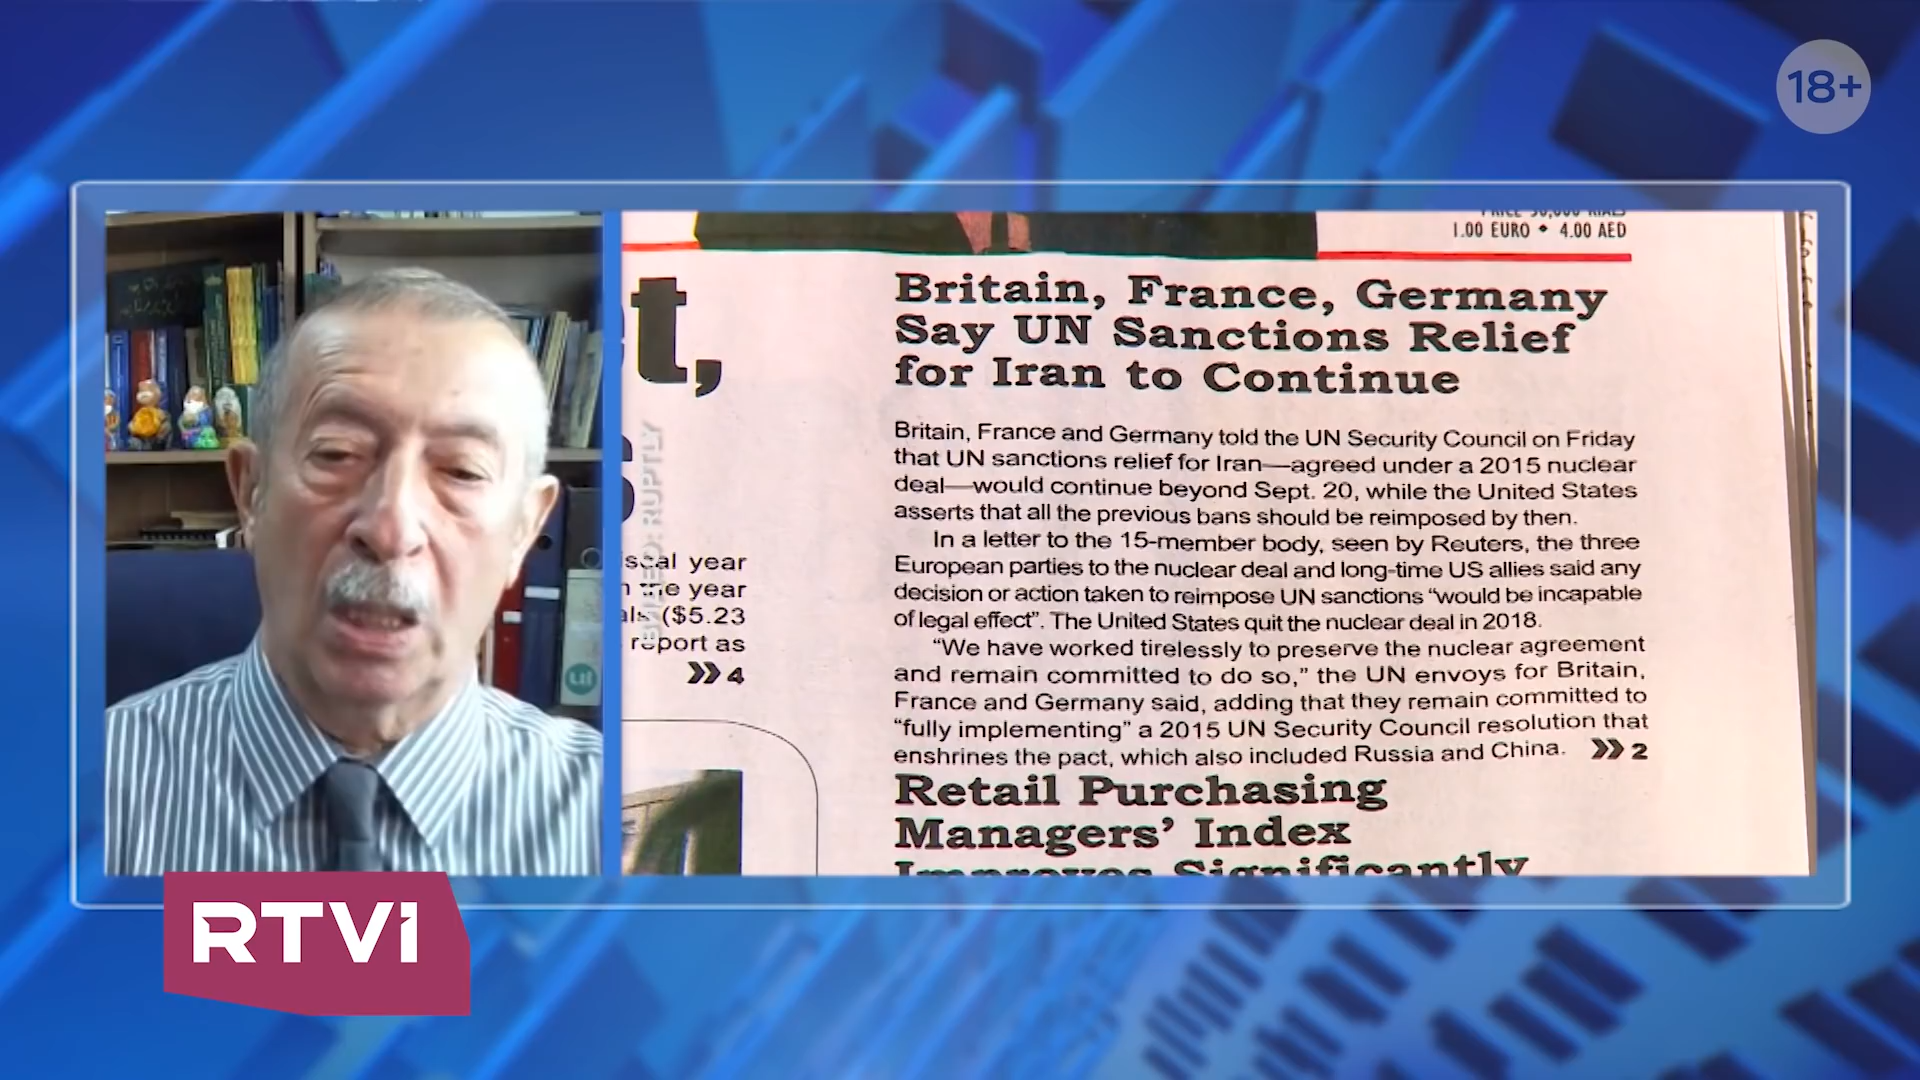 18+
1.00 EURO • 4.00 AED
t,
Britain, France, Germany
Say UN Sanctions Relief
for Iran to Continue
Britain, France and Germany told the UN Security Council on Friday
that UN sanctions relief for Iran—agreed under a 2015 nuclear
deal—would continue beyond Sept. 20, while the United States
asserts that all the previous bans should be reimposed by then.
In a letter to the 15-member body, seen by Reuters, the three
European parties to the nuclear deal and long-time US allies said any
decision or action taken to reimpose UN sanctions “would be incapable
of legal effect”. The United States quit the nuclear deal in 2018.
“We have worked tirelessly to preserve the nuclear agreement
and remain committed to do so,” the UN envoys for Britain,
France and Germany said, adding that they remain committed to
“fully implementing” a 2015 UN Security Council resolution that
enshrines the pact, which also included Russia and China. 2
Retail Purchasing
Managers’ Index
Improves Significantly
year
the year
($5.23
report as
4
ВИДЕО: RUPTLY
RTVI